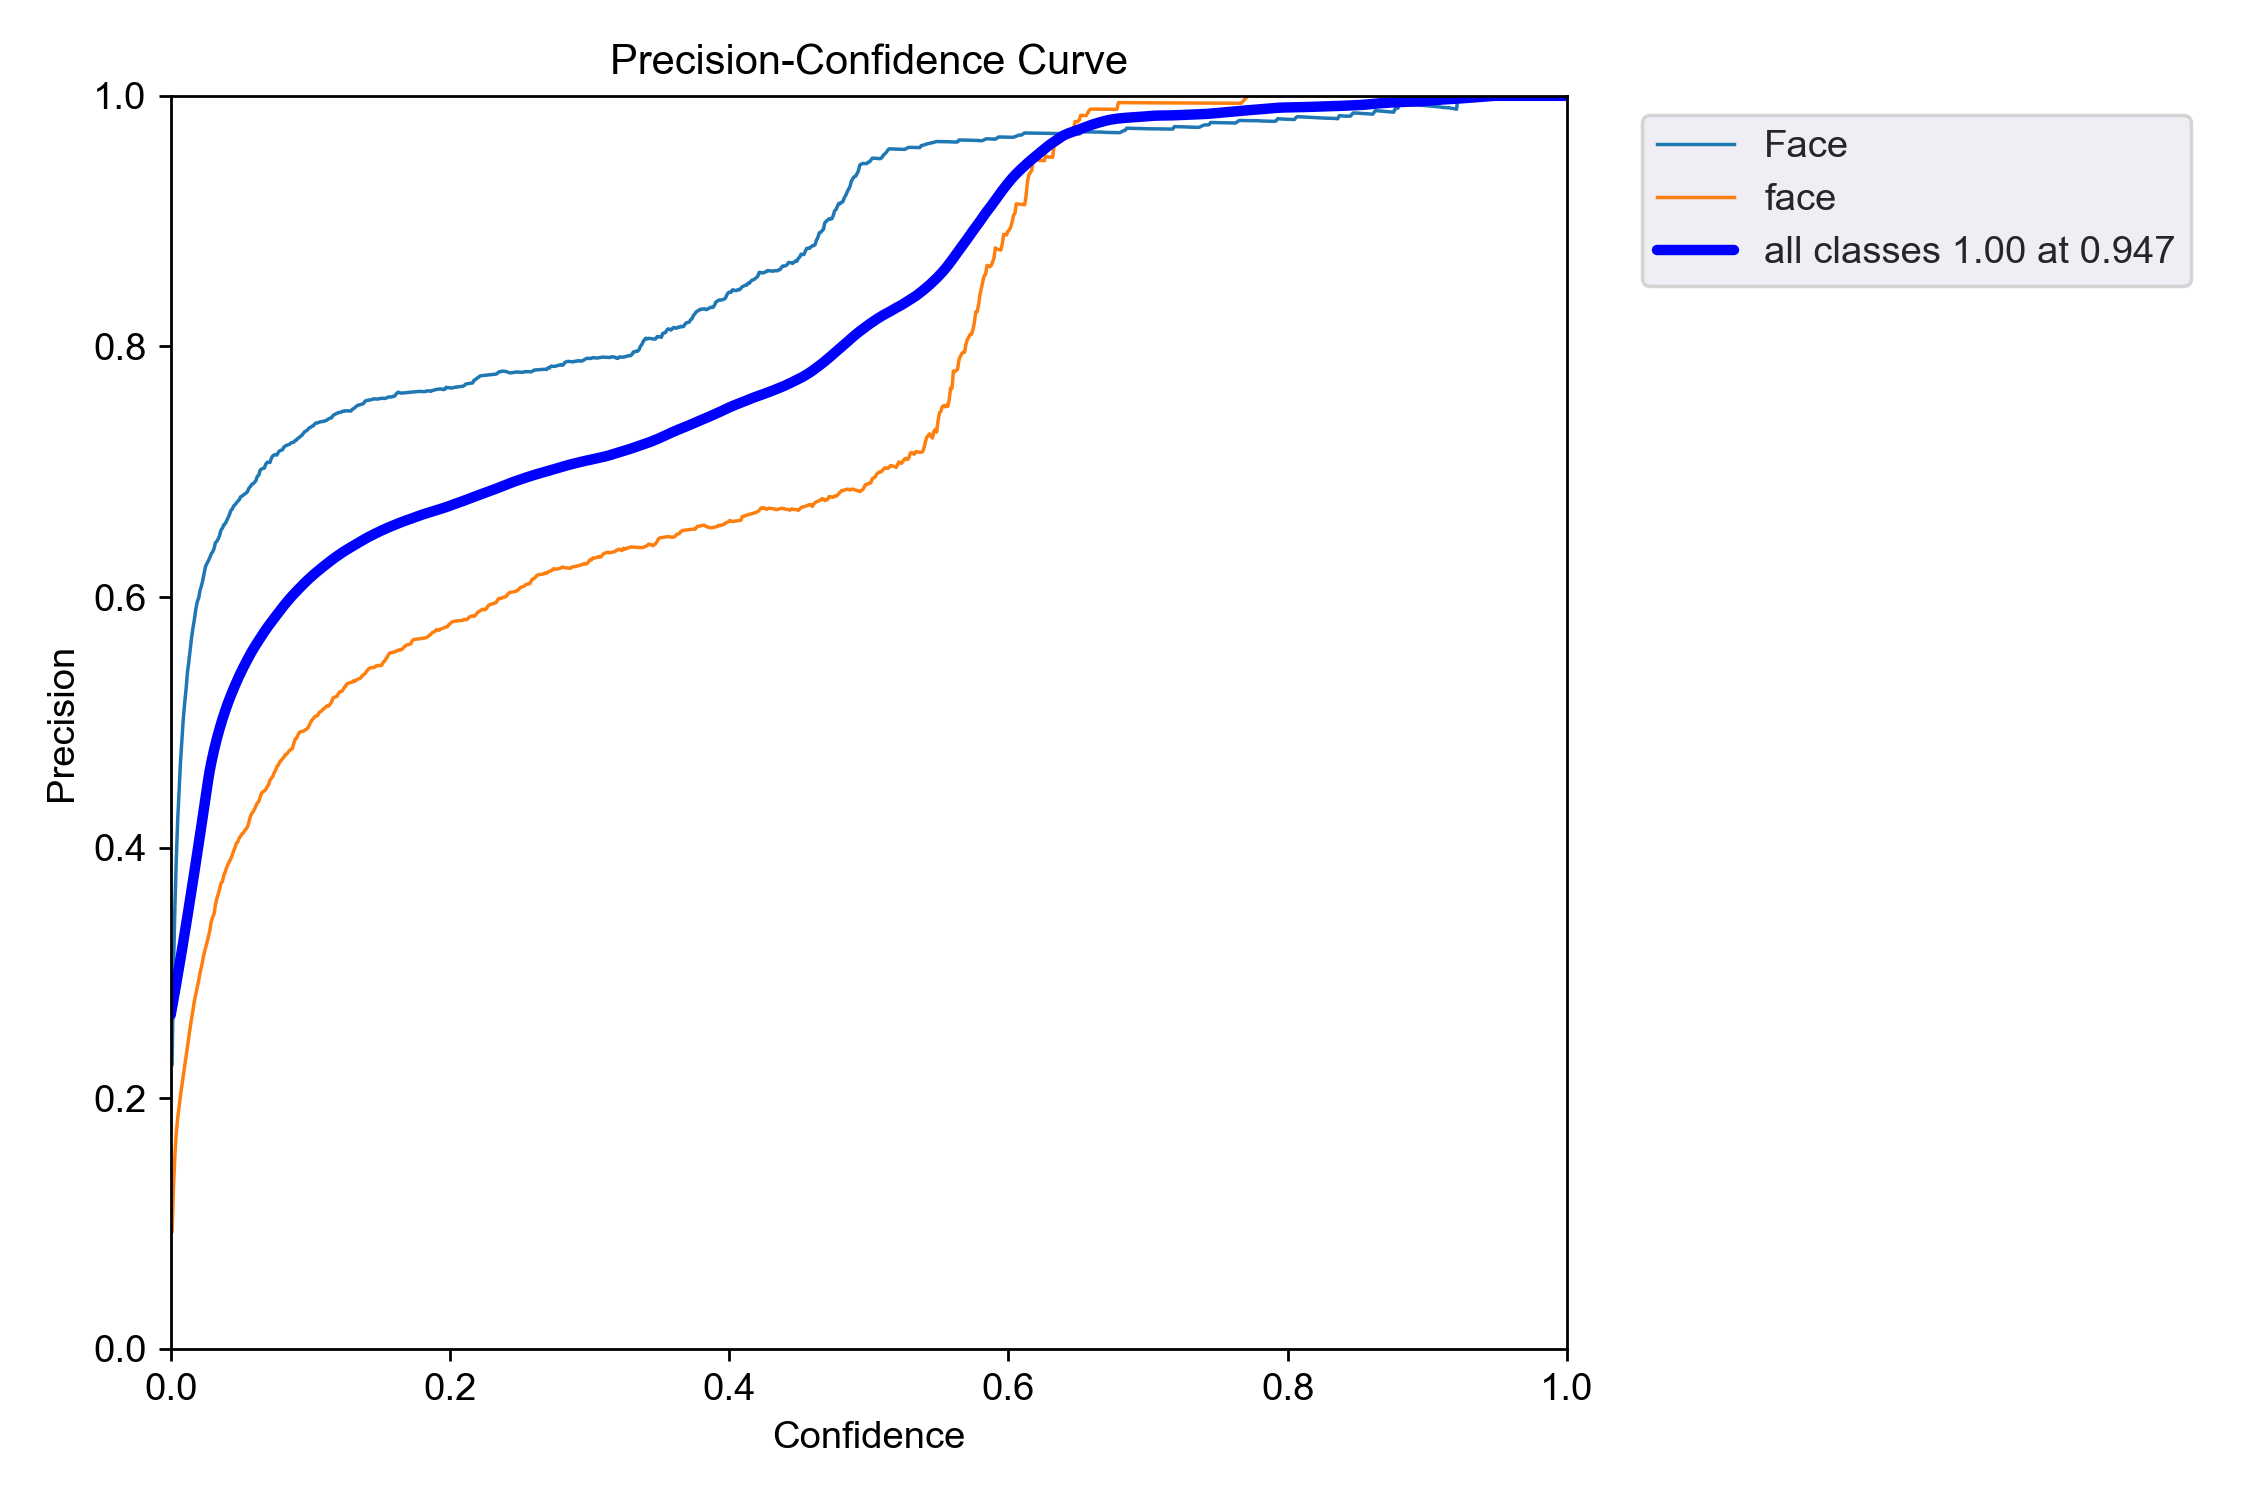 Precision-Confidence Curve
1.0
0.8
0.6
0.4
0.2
0.0
Precision
0.0 0.2 0.4 0.6 0.8 1.0
Confidence
Face
face
all classes 1.00 at 0.947